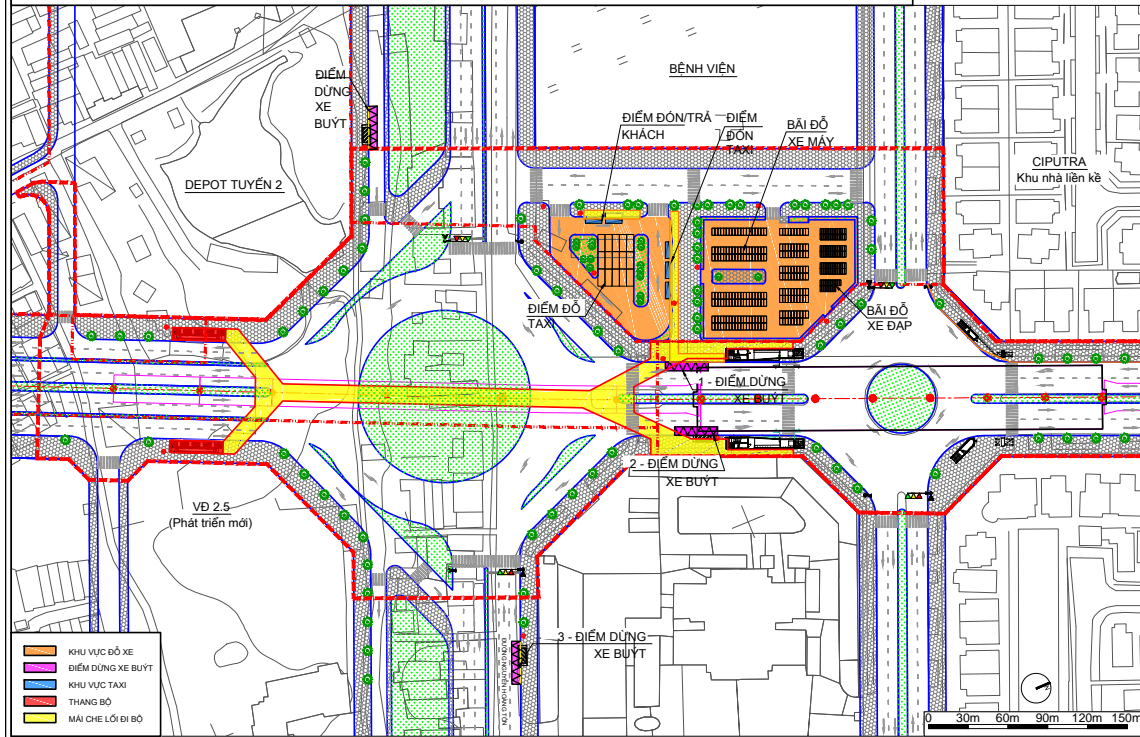 ĐIỂM
DỪNG
XE
BUÝT
BỆNH VIỆN
ĐIỂM ĐÓN/TRẢ
KHÁCH
ĐIỂM
ĐÓN
TAXI
BÃI ĐỖ
XE MÁY
CIPUTRA
Khu nhà liền kề
DEPOT TUYẾN 2
ĐIỂM ĐỖ
TAXI
BÃI ĐỖ
XE ĐẠP
1 - ĐIỂM DỪNG
XE BUÝT
2 - ĐIỂM DỪNG
XE BUÝT
VĐ 2.5
(Phát triển mới)
3 - ĐIỂM DỪNG
XE BUÝT
ĐƯỜNG NGUYỄN HOÀNG TÔN
KHU VỰC ĐỖ XE
ĐIỂM DỪNG XE BUÝT
KHU VỰC TAXI
THANG BỘ
MÁI CHE LỐI ĐI BỘ
0 30m 60m 90m 120m 150m